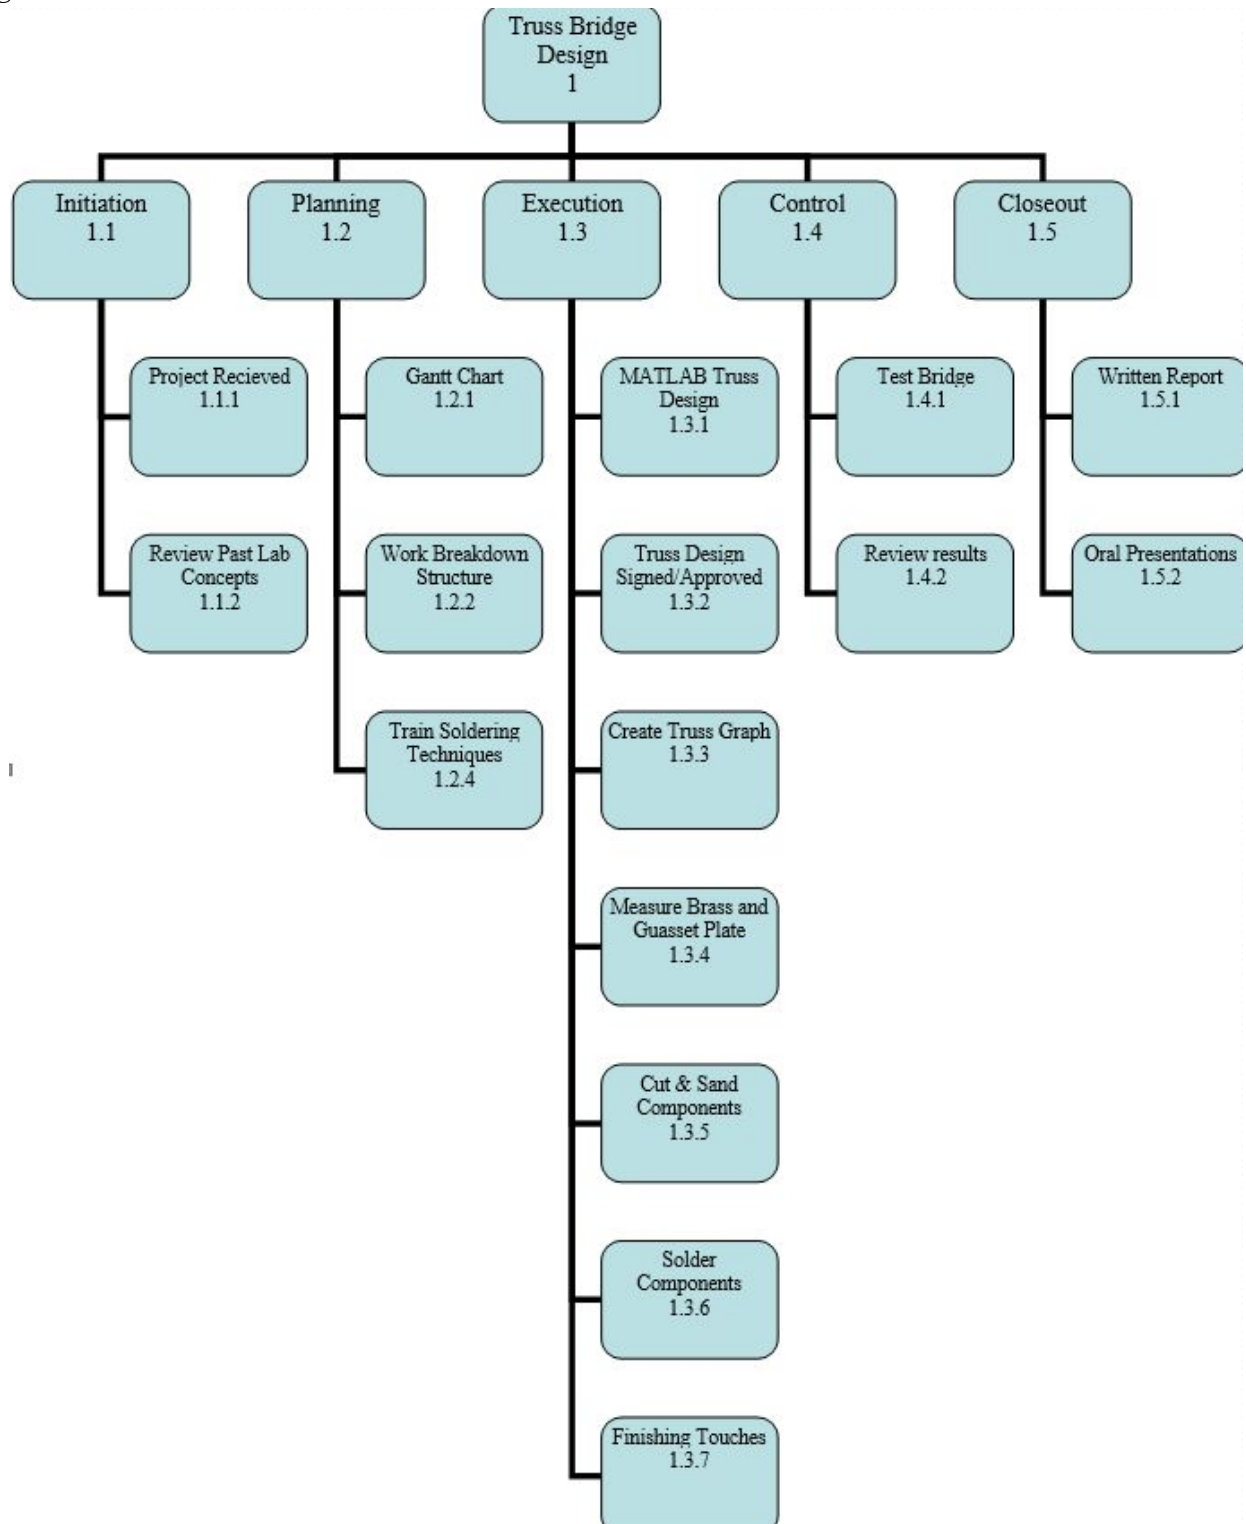 Truss Bridge
Design
1
Initiation
1.1
Planning
1.2
Execution
1.3
Control
1.4
Closeout
1.5
Project Recieved
1.1.1
Review Past Lab
Concepts
1.1.2
Gantt Chart
1.2.1
Work Breakdown
Structure
1.2.2
Train Soldering
Techniques
1.2.4
MATLAB Truss
Design
1.3.1
Truss Design
Signed/Approved
1.3.2
Create Truss Graph
1.3.3
Measure Brass and
Guasset Plate
1.3.4
Cut & Sand
Components
1.3.5
Solder
Components
1.3.6
Finishing Touches
1.3.7
Test Bridge
1.4.1
Review results
1.4.2
Written Report
1.5.1
Oral Presentations
1.5.2